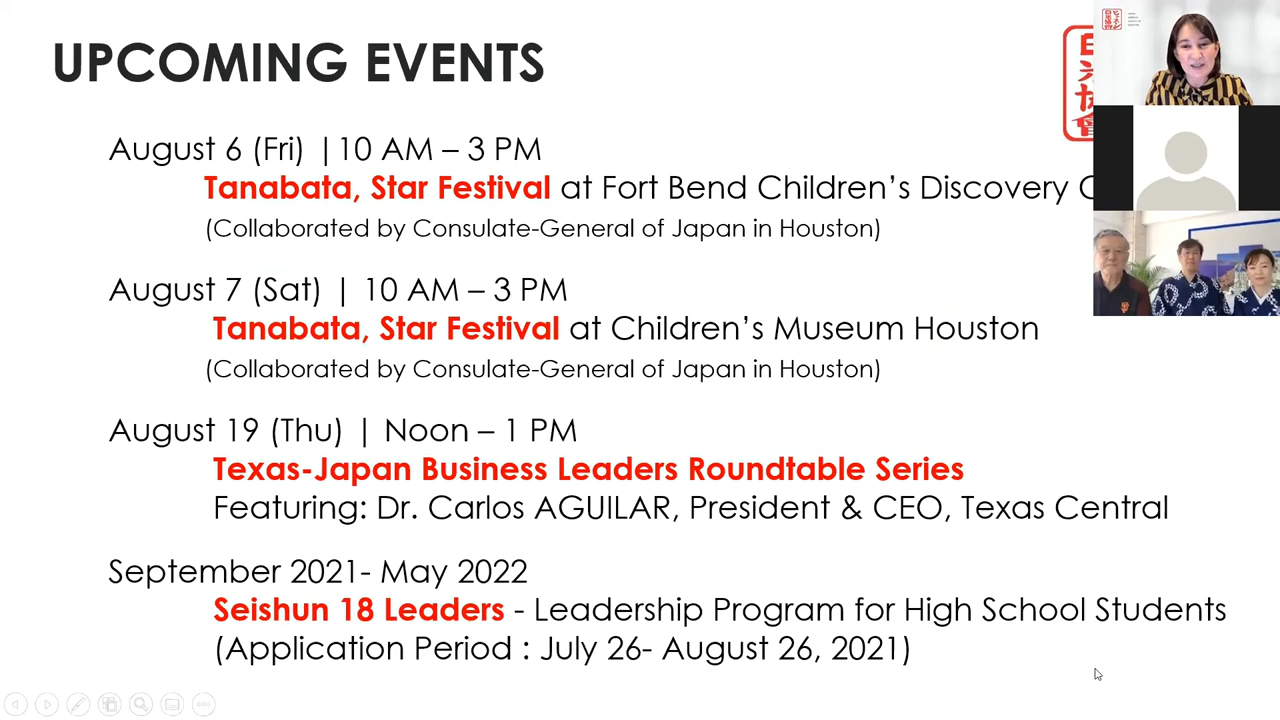 UPCOMING EVENTS
August 6 (Fri) |10 AM – 3 PM
Tanabata, Star Festival at Fort Bend Children's Discovery
(Collaborated by Consulate-General of Japan in Houston)
August 7 (Sat) | 10 AM – 3 PM
Tanabata, Star Festival at Children's Museum Houston
(Collaborated by Consulate-General of Japan in Houston)
August 19 (Thu) | Noon – 1 PM
Texas-Japan Business Leaders Roundtable Series
Featuring: Dr. Carlos AGUILAR, President & CEO, Texas Central
September 2021- May 2022
Seishun 18 Leaders - Leadership Program for High School Students
(Application Period : July 26- August 26, 2021)